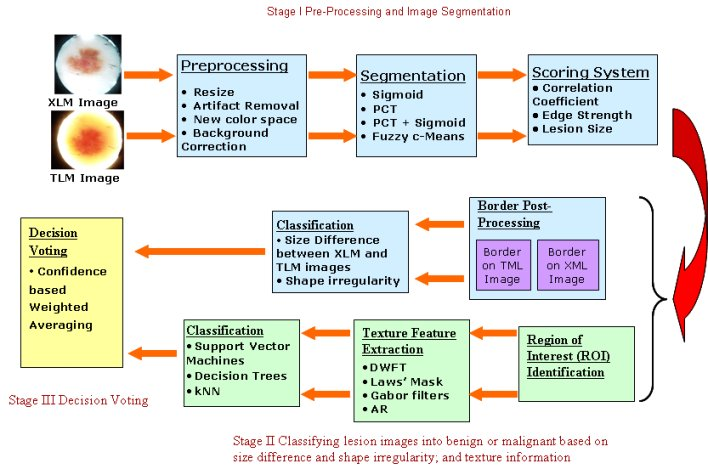 Stage I Pre-Processing and Image Segmentation
XLM Image
TLM Image
Preprocessing
• Resize
• Artifact Removal
• New color space
• Background
Correction
Segmentation
• Sigmoid
• PCT
• PCT + Sigmoid
• Fuzzy c-Means
Scoring System
• Correlation
Coefficient
• Edge Strength
• Lesion Size
Border Post-
Processing
Border
on TML
Image
Border
on XML
Image
Classification
• Size Difference
between XLM and
TLM images
• Shape irregularity
Decision
Voting
• Confidence
based
Weighted
Averaging
Region of
Interest (ROI)
Identification
Texture Feature
Extraction
•DWFT
•Laws' Mask
•Gabor filters
•AR
Classification
•Support Vector
Machines
•Decision Trees
•kNN
Stage III Decision Voting
Stage II Classifying lesion images into benign or malignant based on
size difference and shape irregularity; and texture information